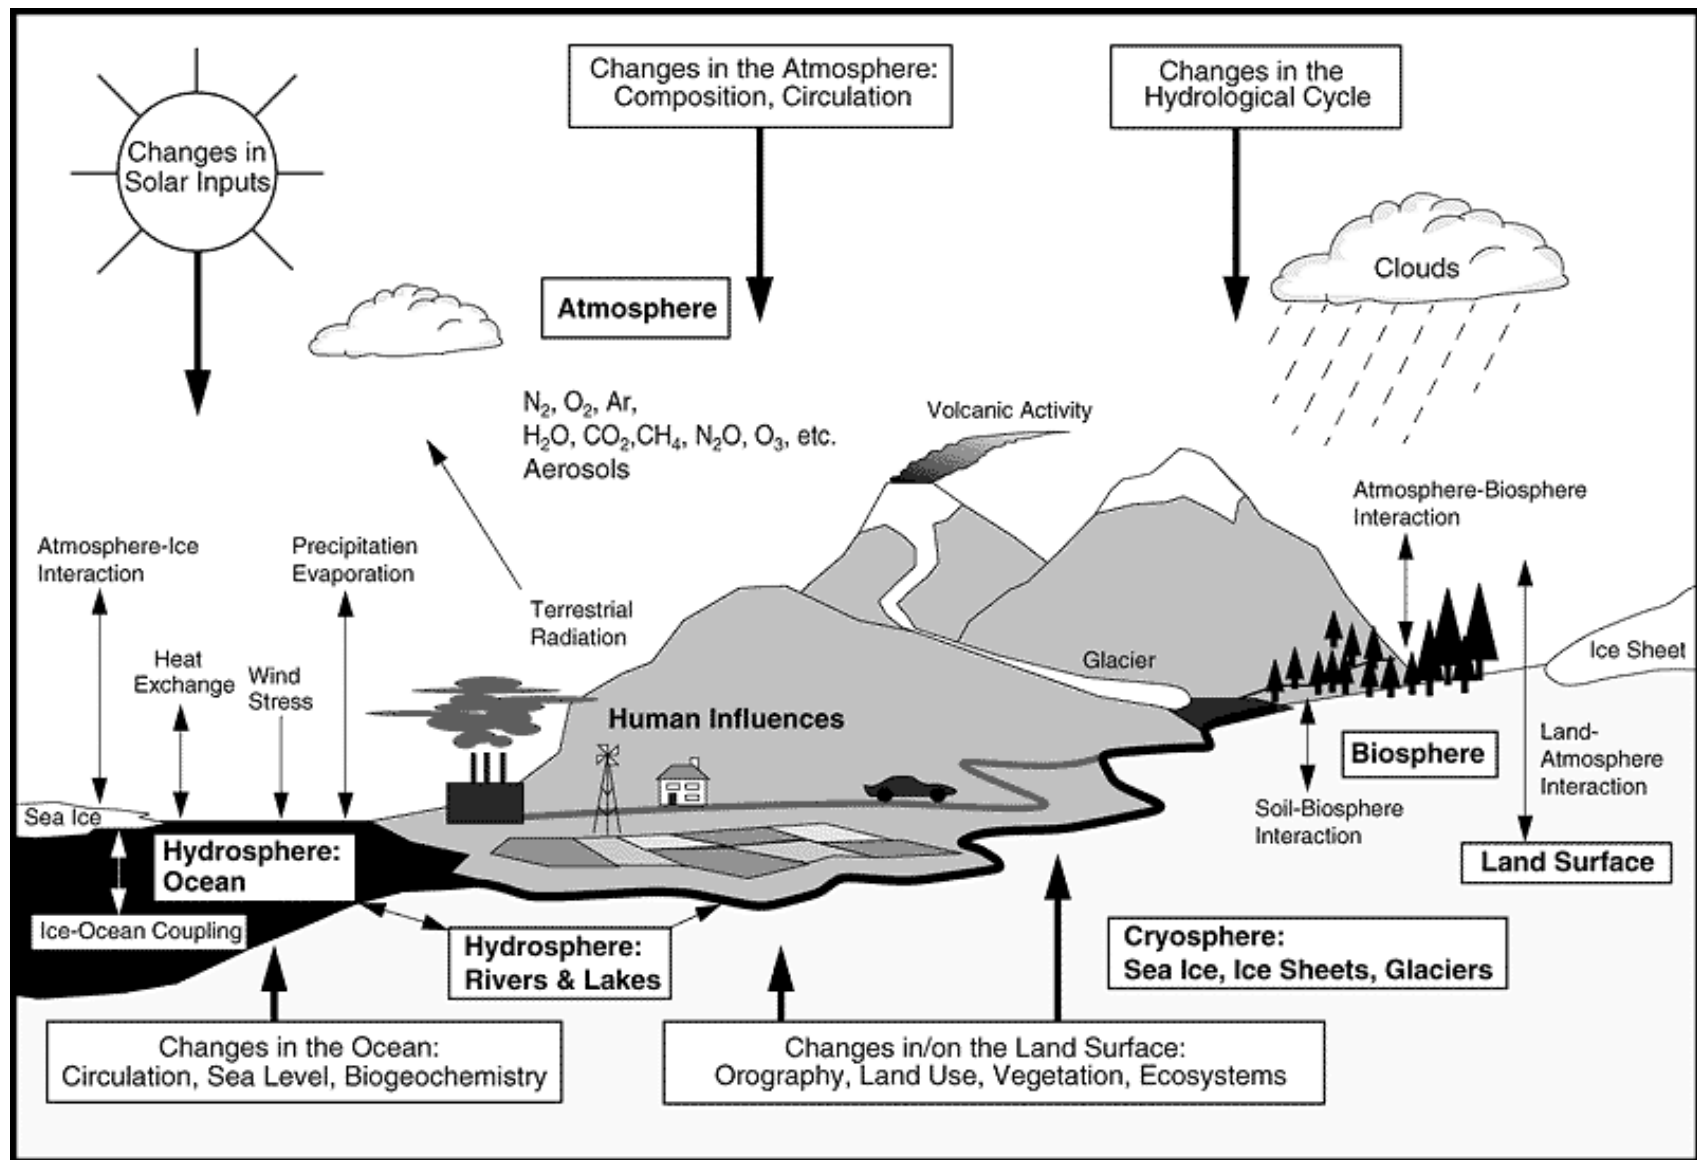 Changes in
Solar Inputs
Changes in the Atmosphere:
Composition, Circulation
Changes in the
Hydrological Cycle
Clouds
Atmosphere
N₂, O₂, Ar,
H₂O, CO₂,CH₄, N₂O, O₃, etc.
Aerosols
Volcanic Activity
Atmosphere-Biosphere
Interaction
Atmosphere-Ice
Interaction
Precipitation
Evaporation
Terrestrial
Radiation
Heat
Exchange
Wind
Stress
Glacier
Ice Sheet
Human Influences
Biosphere
Land-
Atmosphere
Interaction
Soil-Biosphere
Interaction
Sea Ice
Hydrosphere:
Ocean
Land Surface
Ice-Ocean Coupling
Hydrosphere:
Rivers & Lakes
Cryosphere:
Sea Ice, Ice Sheets, Glaciers
Changes in the Ocean:
Circulation, Sea Level, Biogeochemistry
Changes in/on the Land Surface:
Orography, Land Use, Vegetation, Ecosystems